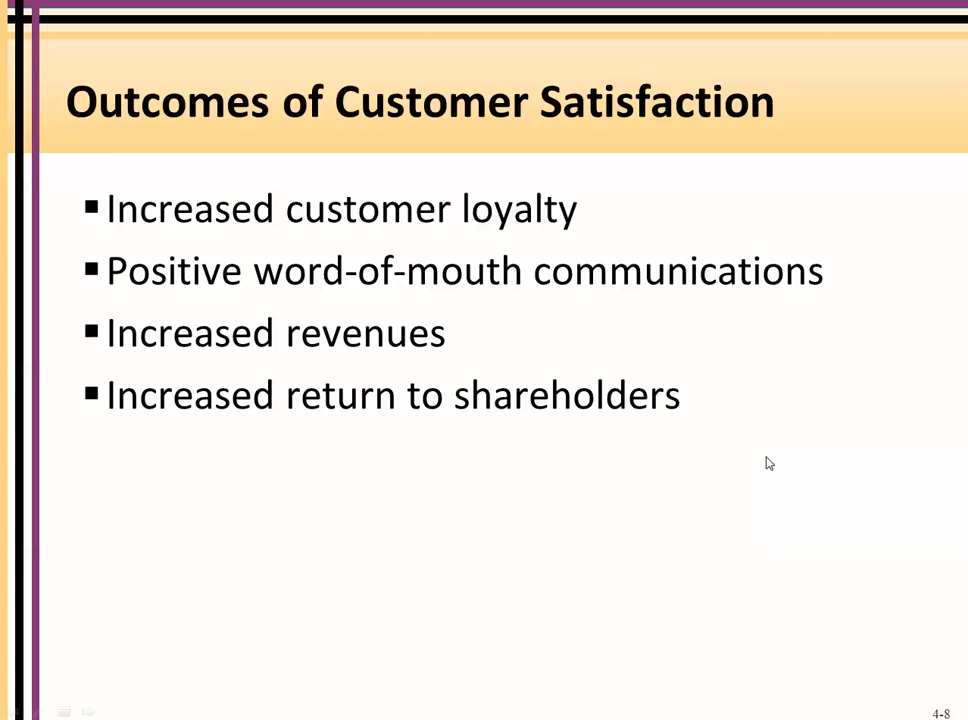 Outcomes of Customer Satisfaction
▪Increased customer loyalty
▪Positive word-of-mouth communications
▪Increased revenues
▪Increased return to shareholders
4-8